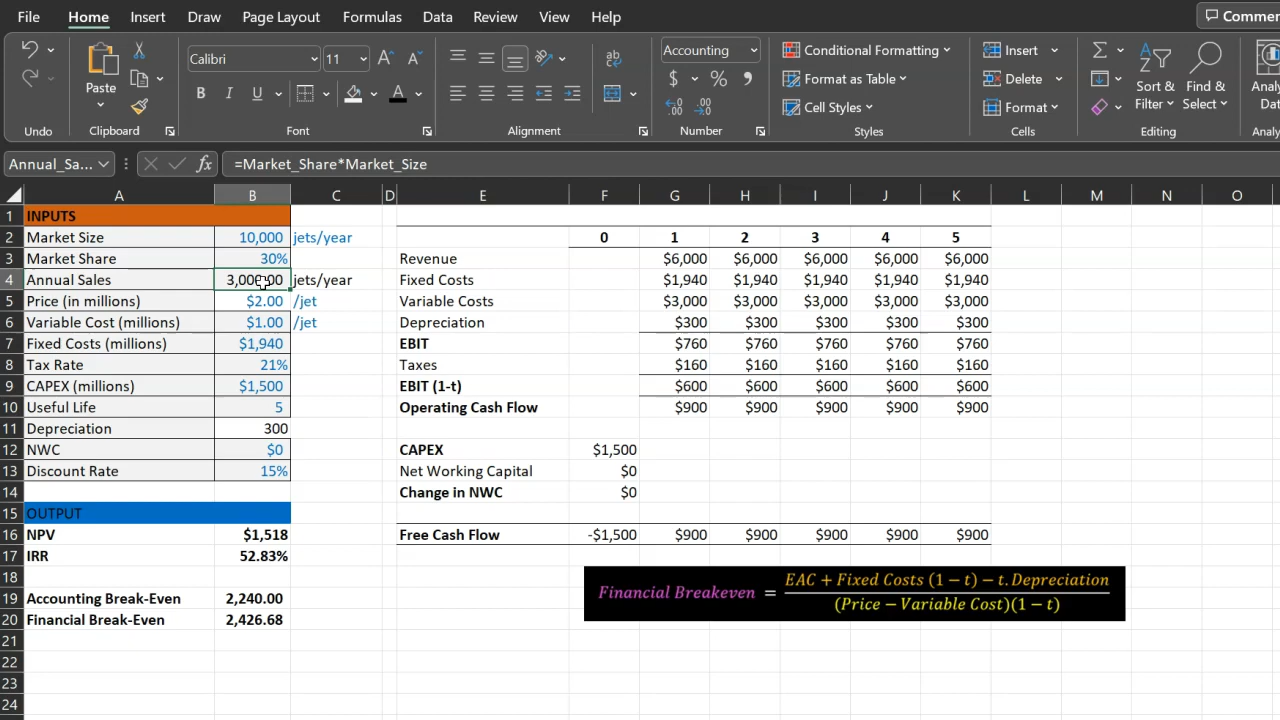 File Home Insert Draw Page Layout Formulas Data Review View Help
Paste
Calibri 11
B I U A
Accounting
$ %
Conditional Formatting
Format as Table
Cell Styles
Insert
Delete
Format
Sort & Filter
Find & Select
Undo Clipboard Font Alignment Number Styles Cells Editing
Annual_Sa... fx =Market_Share*Market_Size
A B C D E F G H I J K L M N O
1 INPUTS
2 Market Size 10,000 jets/year 0 1 2 3 4 5
3 Market Share 30% Revenue $6,000 $6,000 $6,000 $6,000 $6,000
4 Annual Sales jets/year Fixed Costs $1,940 $1,940 $1,940 $1,940 $1,940
5 Price (in millions) $2.00 /jet Variable Costs $3,000 $3,000 $3,000 $3,000 $3,000
6 Variable Cost (millions) $1.00 /jet Depreciation $300 $300 $300 $300 $300
7 Fixed Costs (millions) $1,940 EBIT $760 $760 $760 $760 $760
8 Tax Rate 21% Taxes $160 $160 $160 $160 $160
9 CAPEX (millions) $1,500 EBIT (1-t) $600 $600 $600 $600 $600
10 Useful Life 5 Operating Cash Flow $900 $900 $900 $900 $900
11 Depreciation 300
12 NWC $0 CAPEX $1,500
13 Discount Rate 15% Net Working Capital $0
14 Change in NWC $0
15 OUTPUT
16 NPV $1,518 Free Cash Flow -$1,500 $900 $900 $900 $900 $900
17 IRR 52.83%
18
19 Accounting Break-Even 2,240.00
20 Financial Break-Even 2,426.68
21
22
23
24
EAC + Fixed Costs (1 − t) − t. Depreciation
Financial Breakeven =
(Price − Variable Cost)(1 − t)